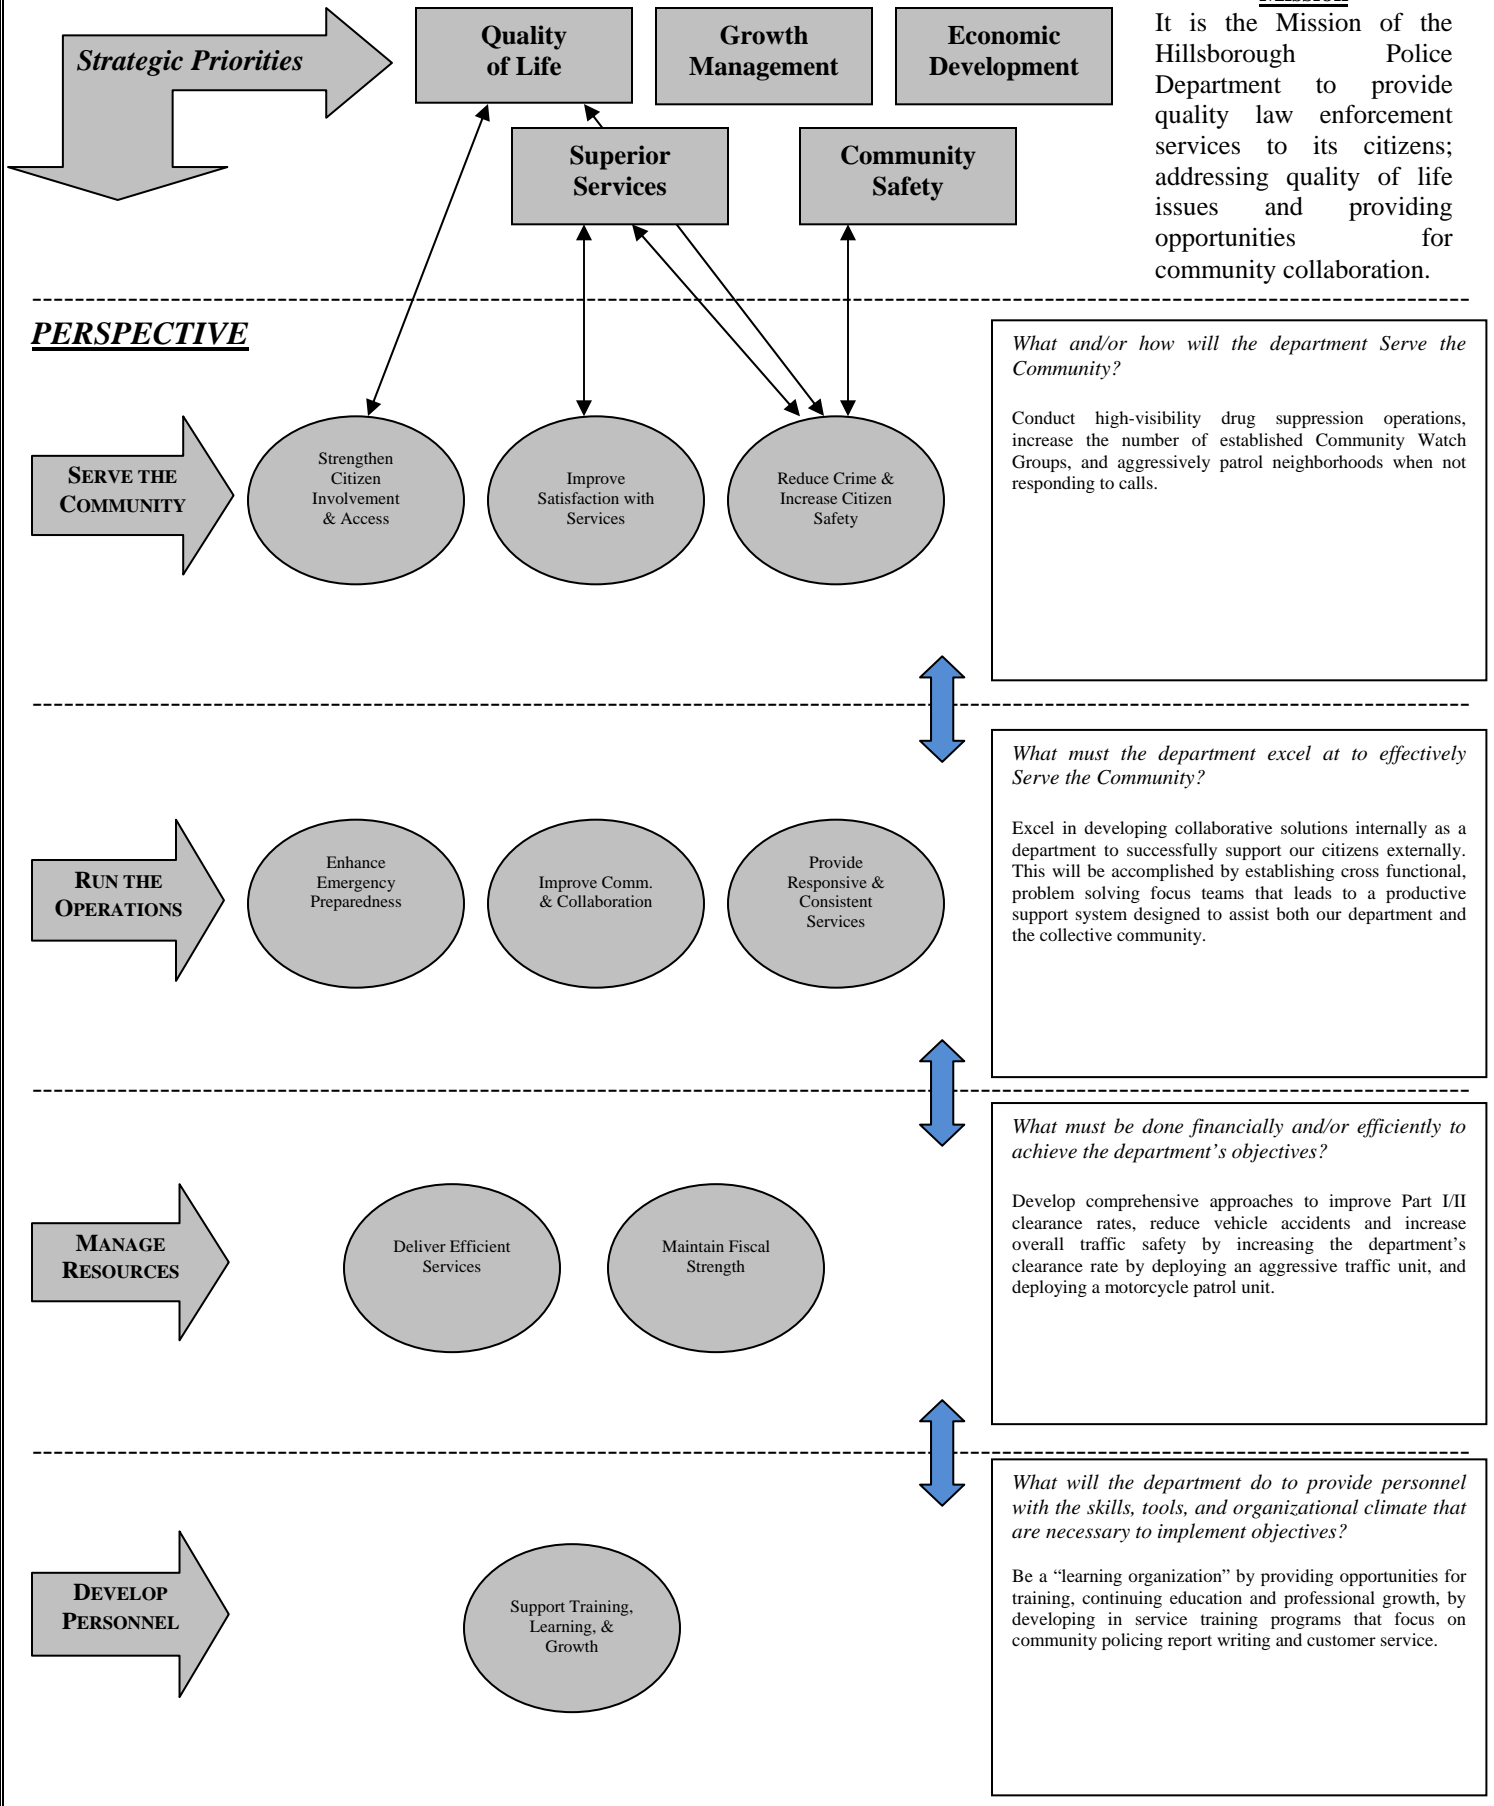 Mission
It is the Mission of the
Hillsborough Police
Department to provide
quality law enforcement
services to its citizens;
addressing quality of life
issues and providing
opportunities for
community collaboration.
Strategic Priorities
Quality
of Life
Growth
Management
Economic
Development
Superior
Services
Community
Safety
PERSPECTIVE
SERVE THE
COMMUNITY
Strengthen
Citizen
Involvement
& Access
Improve
Satisfaction with
Services
Reduce Crime &
Increase Citizen
Safety
What and/or how will the department Serve the
Community?
Conduct high-visibility drug suppression operations,
increase the number of established Community Watch
Groups, and aggressively patrol neighborhoods when not
responding to calls.
RUN THE
OPERATIONS
Enhance
Emergency
Preparedness
Improve Comm.
& Collaboration
Provide
Responsive &
Consistent
Services
What must the department excel at to effectively
Serve the Community?
Excel in developing collaborative solutions internally as a
department to successfully support our citizens externally.
This will be accomplished by establishing cross functional,
problem solving focus teams that leads to a productive
support system designed to assist both our department and
the collective community.
MANAGE
RESOURCES
Deliver Efficient
Services
Maintain Fiscal
Strength
What must be done financially and/or efficiently to
achieve the department’s objectives?
Develop comprehensive approaches to improve Part I/II
clearance rates, reduce vehicle accidents and increase
overall traffic safety by increasing the department’s
clearance rate by deploying an aggressive traffic unit, and
deploying a motorcycle patrol unit.
DEVELOP
PERSONNEL
Support Training,
Learning, &
Growth
What will the department do to provide personnel
with the skills, tools, and organizational climate that
are necessary to implement objectives?
Be a “learning organization” by providing opportunities for
training, continuing education and professional growth, by
developing in service training programs that focus on
community policing report writing and customer service.